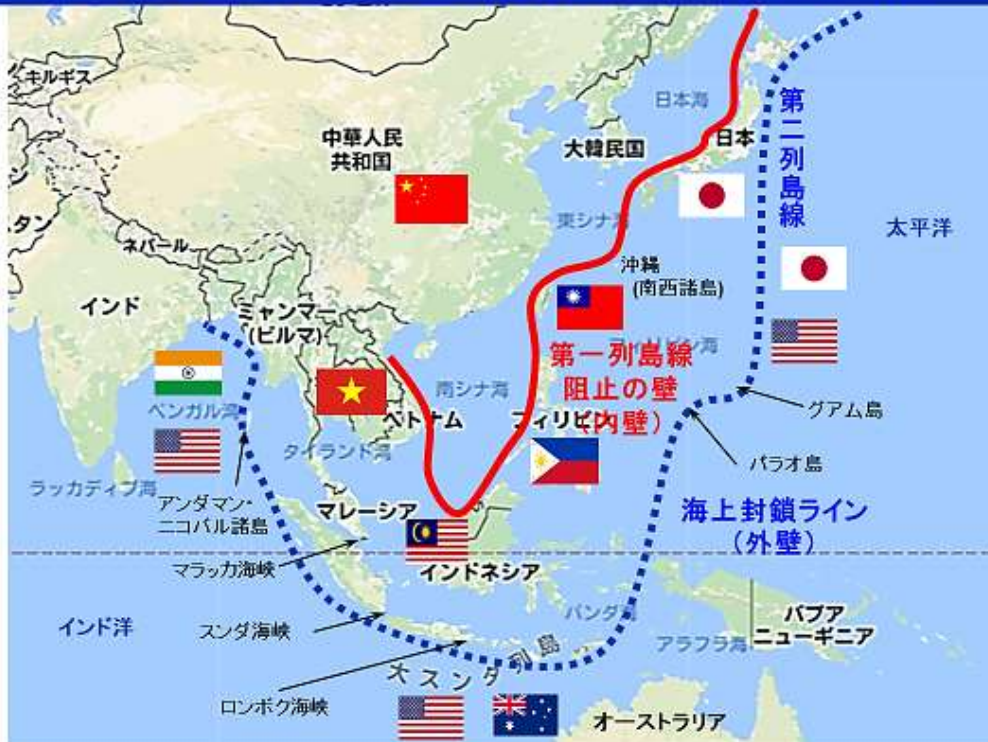 キルギス
日本海
第二列島線
中華人民
共和国
大韓民国
日本
タン
東シナ海
太平洋
ネパール
沖縄
(南西諸島)
インド
ミャンマー
(ビルマ)
第一列島線
阻止の壁
(内壁)
南シナ海
ベンガル湾
ベトナム
フィリピン
グアム島
タイランド湾
パラオ島
ラッカディブ海
アンダマン・
ニコバル諸島
マレーシア
海上封鎖ライン
(外壁)
マラッカ海峡
インドネシア
インド洋
スンダ海峡
バンダ海
パプア
ニューギニア
アラフラ海
大スンダ列島
ロンボク海峡
オーストラリア